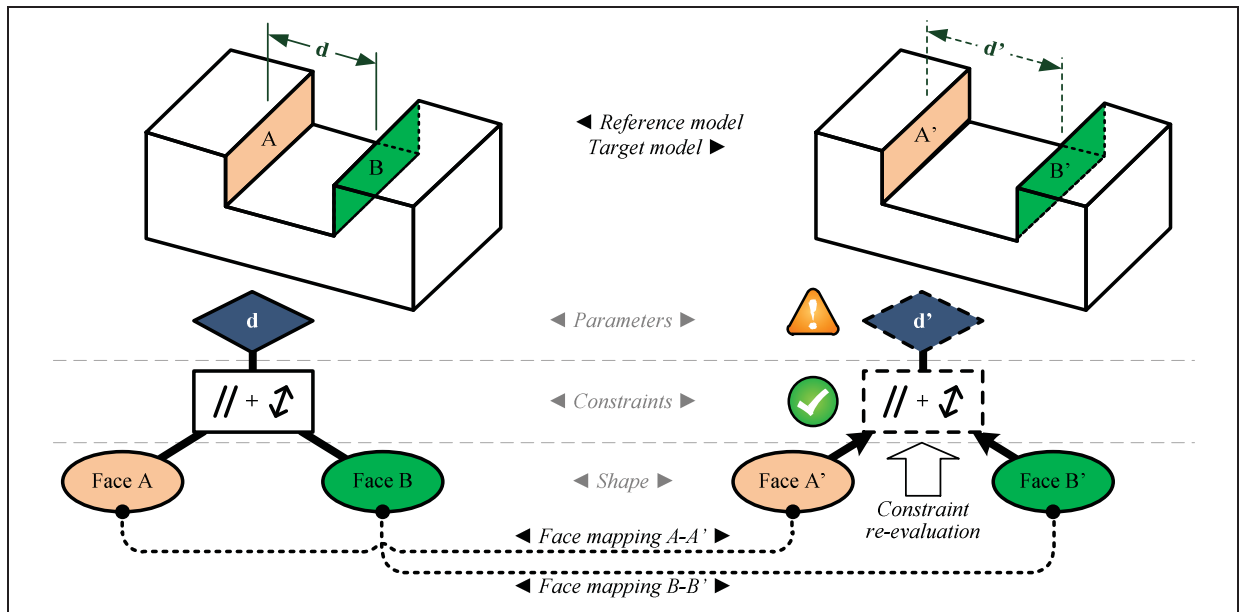 d
d’
A
B
A’
B’
◄ Reference model
Target model ►
d
◄ Parameters ►
d’
// +
◄ Constraints ►
// +
Face A
Face B
◄ Shape ►
Face A’
Face B’
Constraint
re-evaluation
◄ Face mapping A-A’ ►
◄ Face mapping B-B’ ►